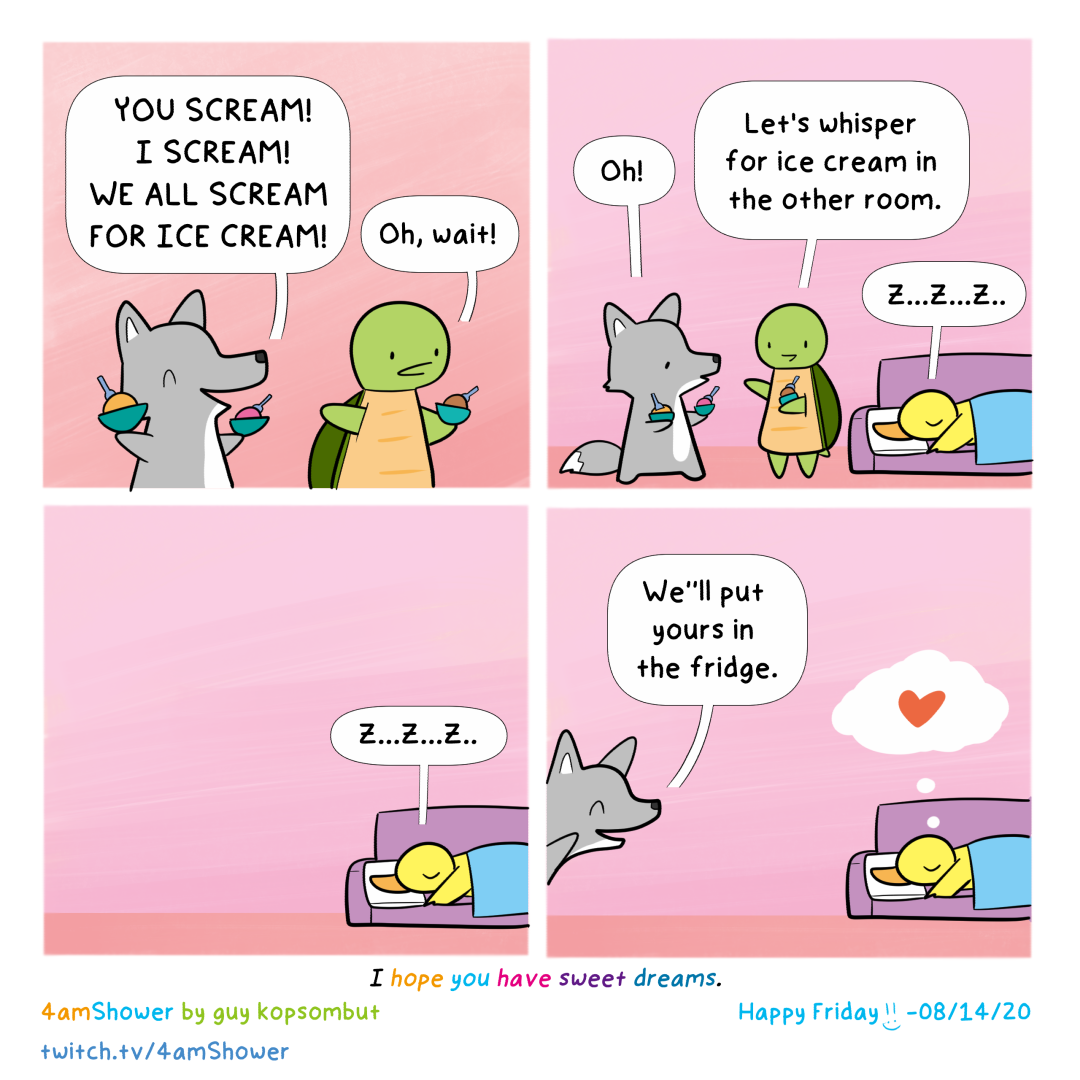 YOU SCREAM!
I SCREAM!
WE ALL SCREAM
FOR ICE CREAM!
Oh, wait!
Oh!
Let's whisper
for ice cream in
the other room.
Z...Z...Z..
Z...Z...Z..
We''ll put
yours in
the fridge.
I hope you have sweet dreams.
4amShower by guy kopsombut
Happy Friday!! -08/14/20
twitch.tv/4amShower